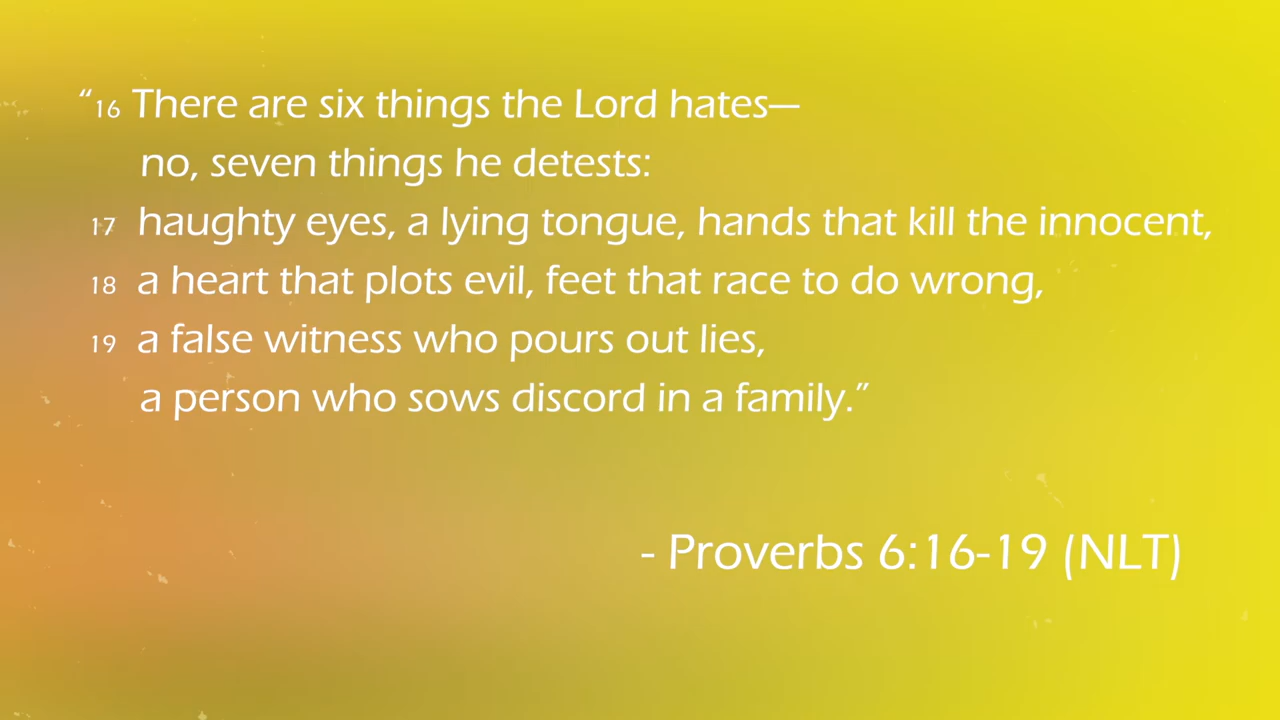 “16 There are six things the Lord hates—
no, seven things he detests:
17 haughty eyes, a lying tongue, hands that kill the innocent,
18 a heart that plots evil, feet that race to do wrong,
19 a false witness who pours out lies,
a person who sows discord in a family.”
- Proverbs 6:16-19 (NLT)